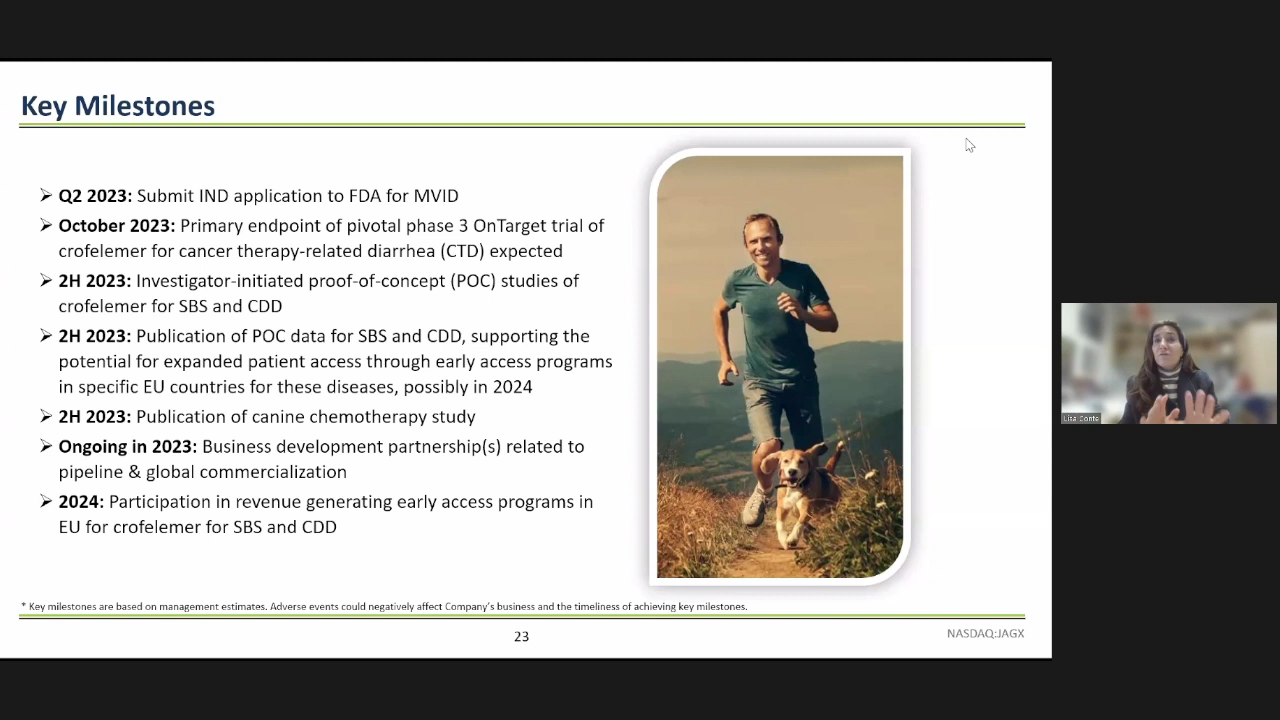 Key Milestones
➢ Q2 2023: Submit IND application to FDA for MVID
➢ October 2023: Primary endpoint of pivotal phase 3 OnTarget trial of
crofelemer for cancer therapy-related diarrhea (CTD) expected
➢ 2H 2023: Investigator-initiated proof-of-concept (POC) studies of
crofelemer for SBS and CDD
➢ 2H 2023: Publication of POC data for SBS and CDD, supporting the
potential for expanded patient access through early access programs
in specific EU countries for these diseases, possibly in 2024
➢ 2H 2023: Publication of canine chemotherapy study
➢ Ongoing in 2023: Business development partnership(s) related to
pipeline & global commercialization
➢ 2024: Participation in revenue generating early access programs in
EU for crofelemer for SBS and CDD
* Key milestones are based on management estimates. Adverse events could negatively affect Company's business and the timeliness of achieving key milestones.
23
NASDAQ:JAGX
Lisa Conte